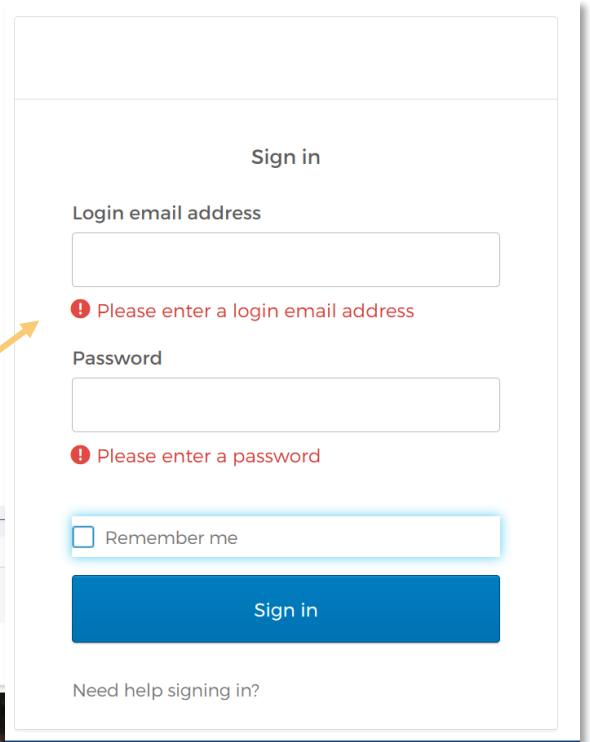 Sign in
Login email address
Please enter a login email address
Password
Please enter a password
Remember me
Sign in
Need help signing in?